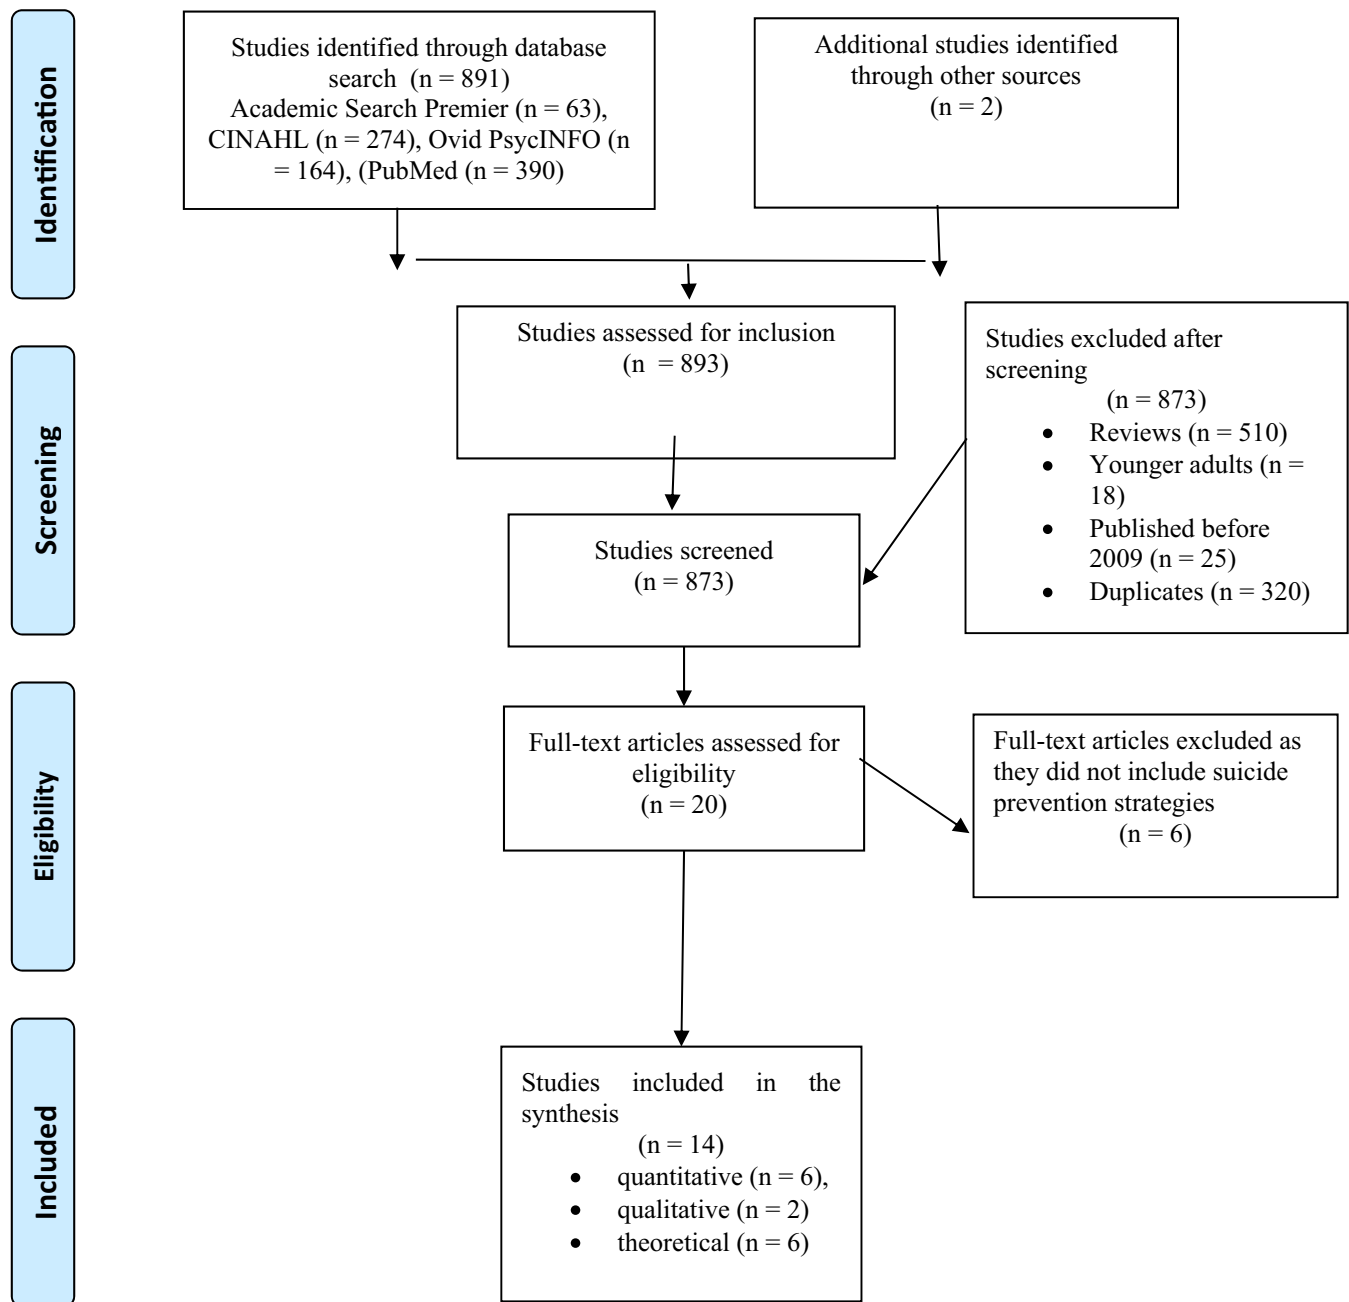 Identification
Studies identified through database
search (n = 891)
Academic Search Premier (n = 63),
CINAHL (n = 274), Ovid PsycINFO (n
= 164), (PubMed (n = 390)
Additional studies identified
through other sources
(n = 2)
Screening
Studies assessed for inclusion
(n = 893)
Studies excluded after
screening
(n = 873)
• Reviews (n = 510)
• Younger adults (n =
18)
• Published before
2009 (n = 25)
• Duplicates (n = 320)
Studies screened
(n = 873)
Eligibility
Full-text articles assessed for
eligibility
(n = 20)
Full-text articles excluded as
they did not include suicide
prevention strategies
(n = 6)
Included
Studies included in the
synthesis
(n = 14)
• quantitative (n = 6),
• qualitative (n = 2)
• theoretical (n = 6)